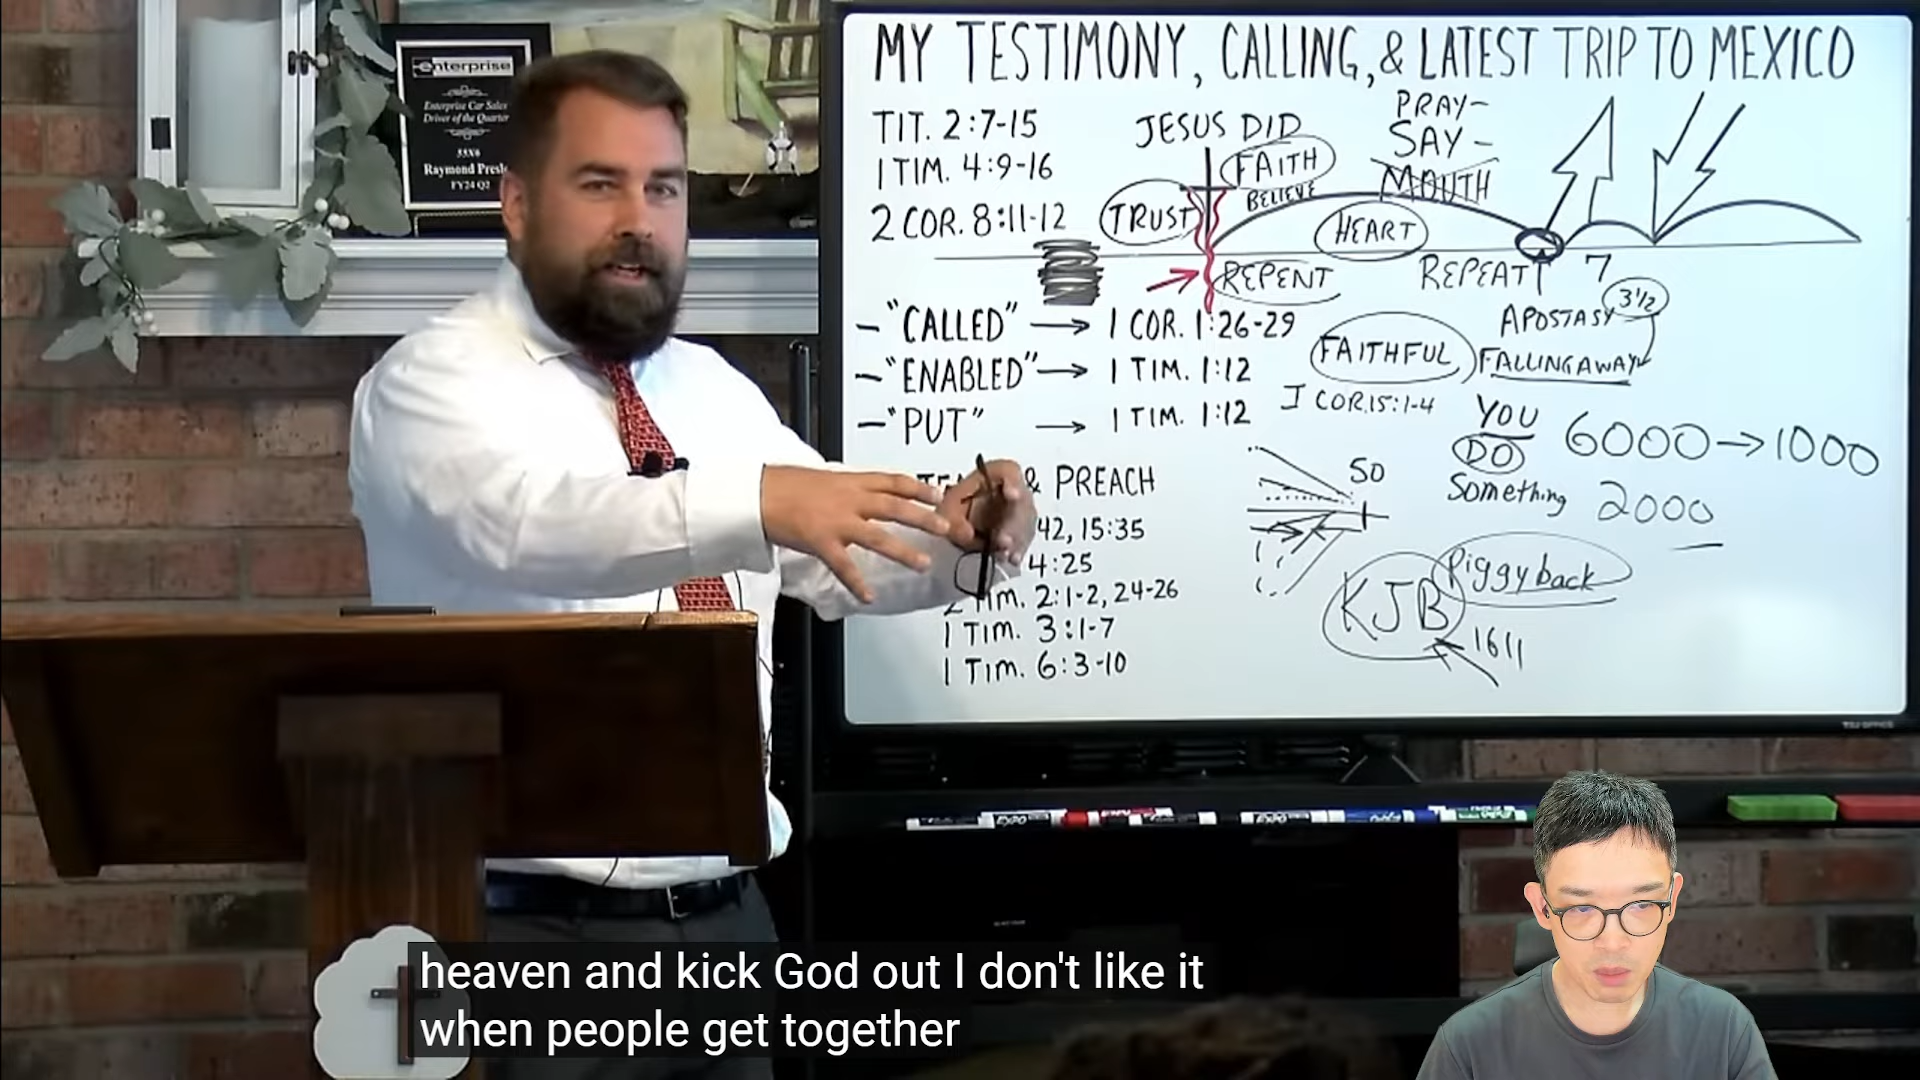 enterprise
Enterprise Car Sales
Driver of the Quarter
Raymond
FY24 Q2
MY TESTIMONY, CALLING, & LATEST TRIP TO MEXICO
TIT. 2:7-15
1 TIM. 4:9-16
2 COR. 8:11-12
JESUS DID
FAITH
BELIEVE
TRUST
PRAY-
SAY-
MOUTH
HEART
REPENT
REPEAT
7
3½
APOSTASY
FALLING AWAY
- "CALLED" → 1 COR. 1:26-29
- "ENABLED" → 1 TIM. 1:12
- "PUT" → 1 TIM. 1:12
FAITHFUL
I COR.15:1-4
YOU
DO
Something
6000→1000
2000
& PREACH
42, 15:35
4:25
2 Tim. 2:1-2, 24-26
1 Tim. 3:1-7
1 Tim. 6:3-10
50
Piggyback
KJB
1611
EXPO
EXPO
heaven and kick God out I don't like it
when people get together